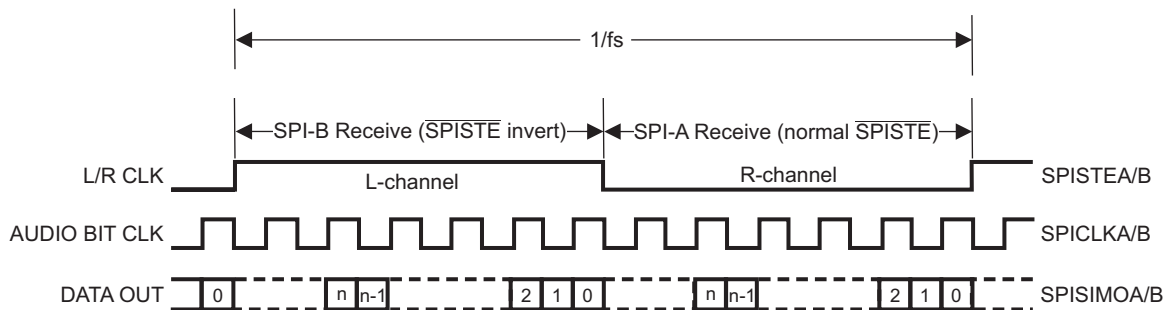 1/fs
SPI-B Receive (SPISTE invert) SPI-A Receive (normal SPISTE)
L/R CLK L-channel R-channel SPISTEA/B
AUDIO BIT CLK SPICLKA/B
DATA OUT 0 n n-1 2 1 0 n n-1 2 1 0 SPISIMOA/B